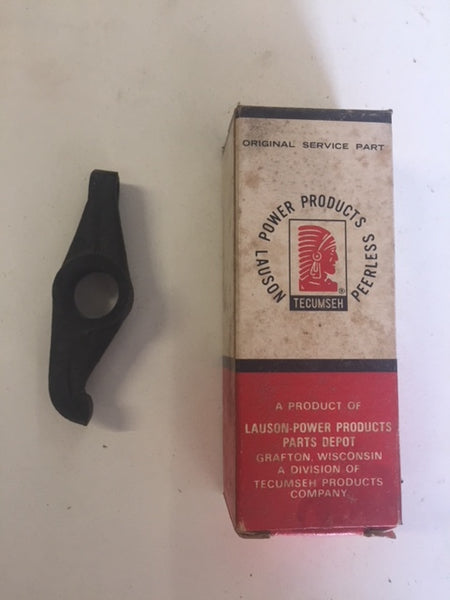 ORIGINAL SERVICE PART
LAUSON POWER PRODUCTS PEERLESS
®
TECUMSEH
A PRODUCT OF
LAUSON-POWER PRODUCTS
PARTS DEPOT
GRAFTON, WISCONSIN
A DIVISION OF
TECUMSEH PRODUCTS
COMPANY